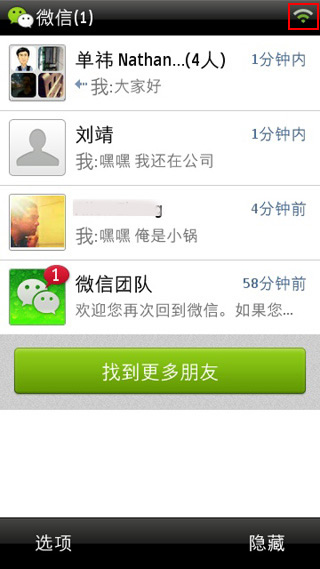 微信(1)
单祎 Nathan...(4人) 1分钟内
我:大家好
刘靖 1分钟内
我:嘿嘿 我还在公司
g 4分钟前
我:嘿嘿 俺是小锅
1
微信团队 58分钟前
欢迎您再次回到微信。如果您...
找到更多朋友
选项 隐藏